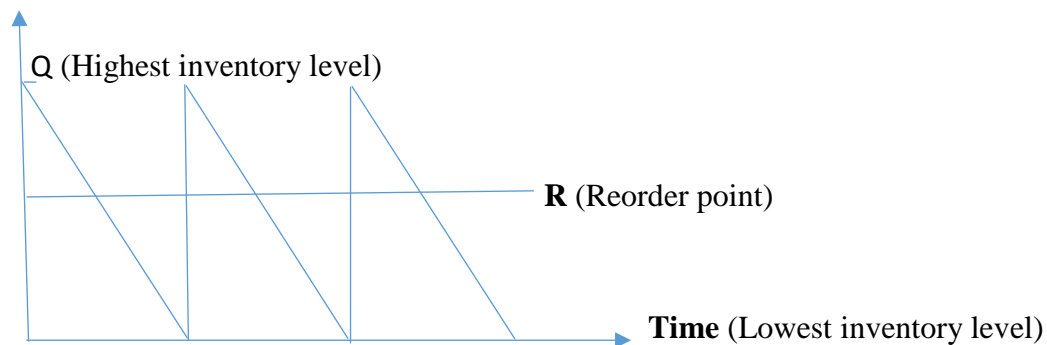 Q (Highest inventory level)
R (Reorder point)
Time (Lowest inventory level)